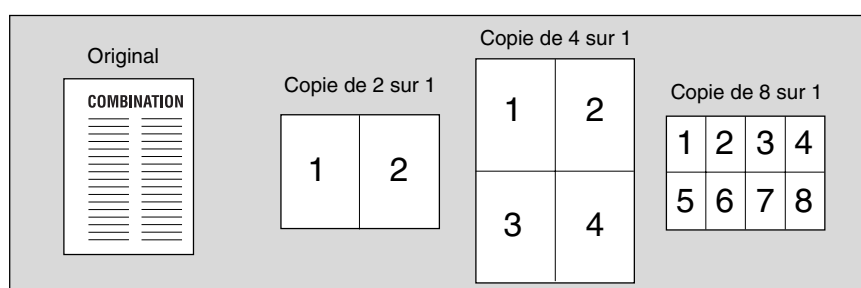 Original
COMBINATION
Copie de 2 sur 1
1 2
Copie de 4 sur 1
1 2
3 4
Copie de 8 sur 1
1 2 3 4
5 6 7 8